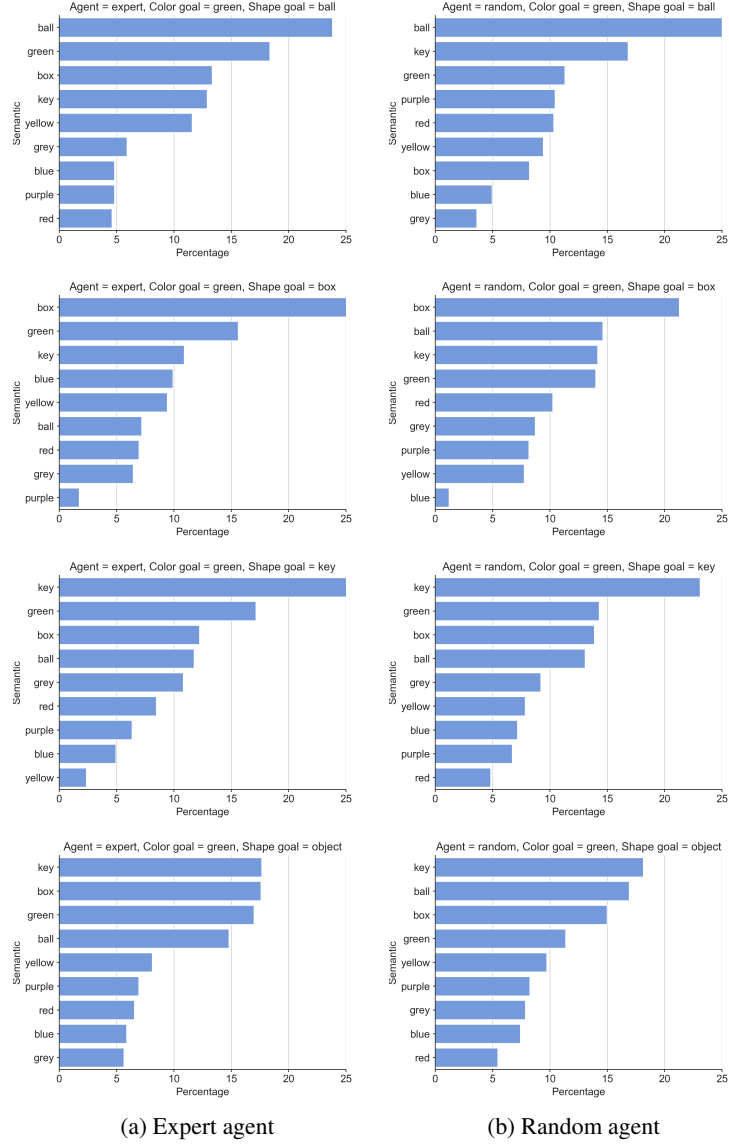 Agent = expert, Color goal = green, Shape goal = ball
Semantic
ball
green
box
key
yellow
grey
blue
purple
red
0 5 10 15 20 25
Percentage
Agent = random, Color goal = green, Shape goal = ball
Semantic
ball
key
green
purple
red
yellow
box
blue
grey
0 5 10 15 20 25
Percentage
Agent = expert, Color goal = green, Shape goal = box
Semantic
box
green
key
blue
yellow
ball
red
grey
purple
0 5 10 15 20 25
Percentage
Agent = random, Color goal = green, Shape goal = box
Semantic
box
ball
key
green
red
grey
purple
yellow
blue
0 5 10 15 20 25
Percentage
Agent = expert, Color goal = green, Shape goal = key
Semantic
key
green
box
ball
grey
red
purple
blue
yellow
0 5 10 15 20 25
Percentage
Agent = random, Color goal = green, Shape goal = key
Semantic
key
green
box
ball
grey
yellow
blue
purple
red
0 5 10 15 20 25
Percentage
Agent = expert, Color goal = green, Shape goal = object
Semantic
key
box
green
ball
yellow
purple
red
blue
grey
0 5 10 15 20 25
Percentage
Agent = random, Color goal = green, Shape goal = object
Semantic
key
ball
box
green
yellow
purple
grey
blue
red
0 5 10 15 20 25
Percentage
(a) Expert agent
(b) Random agent